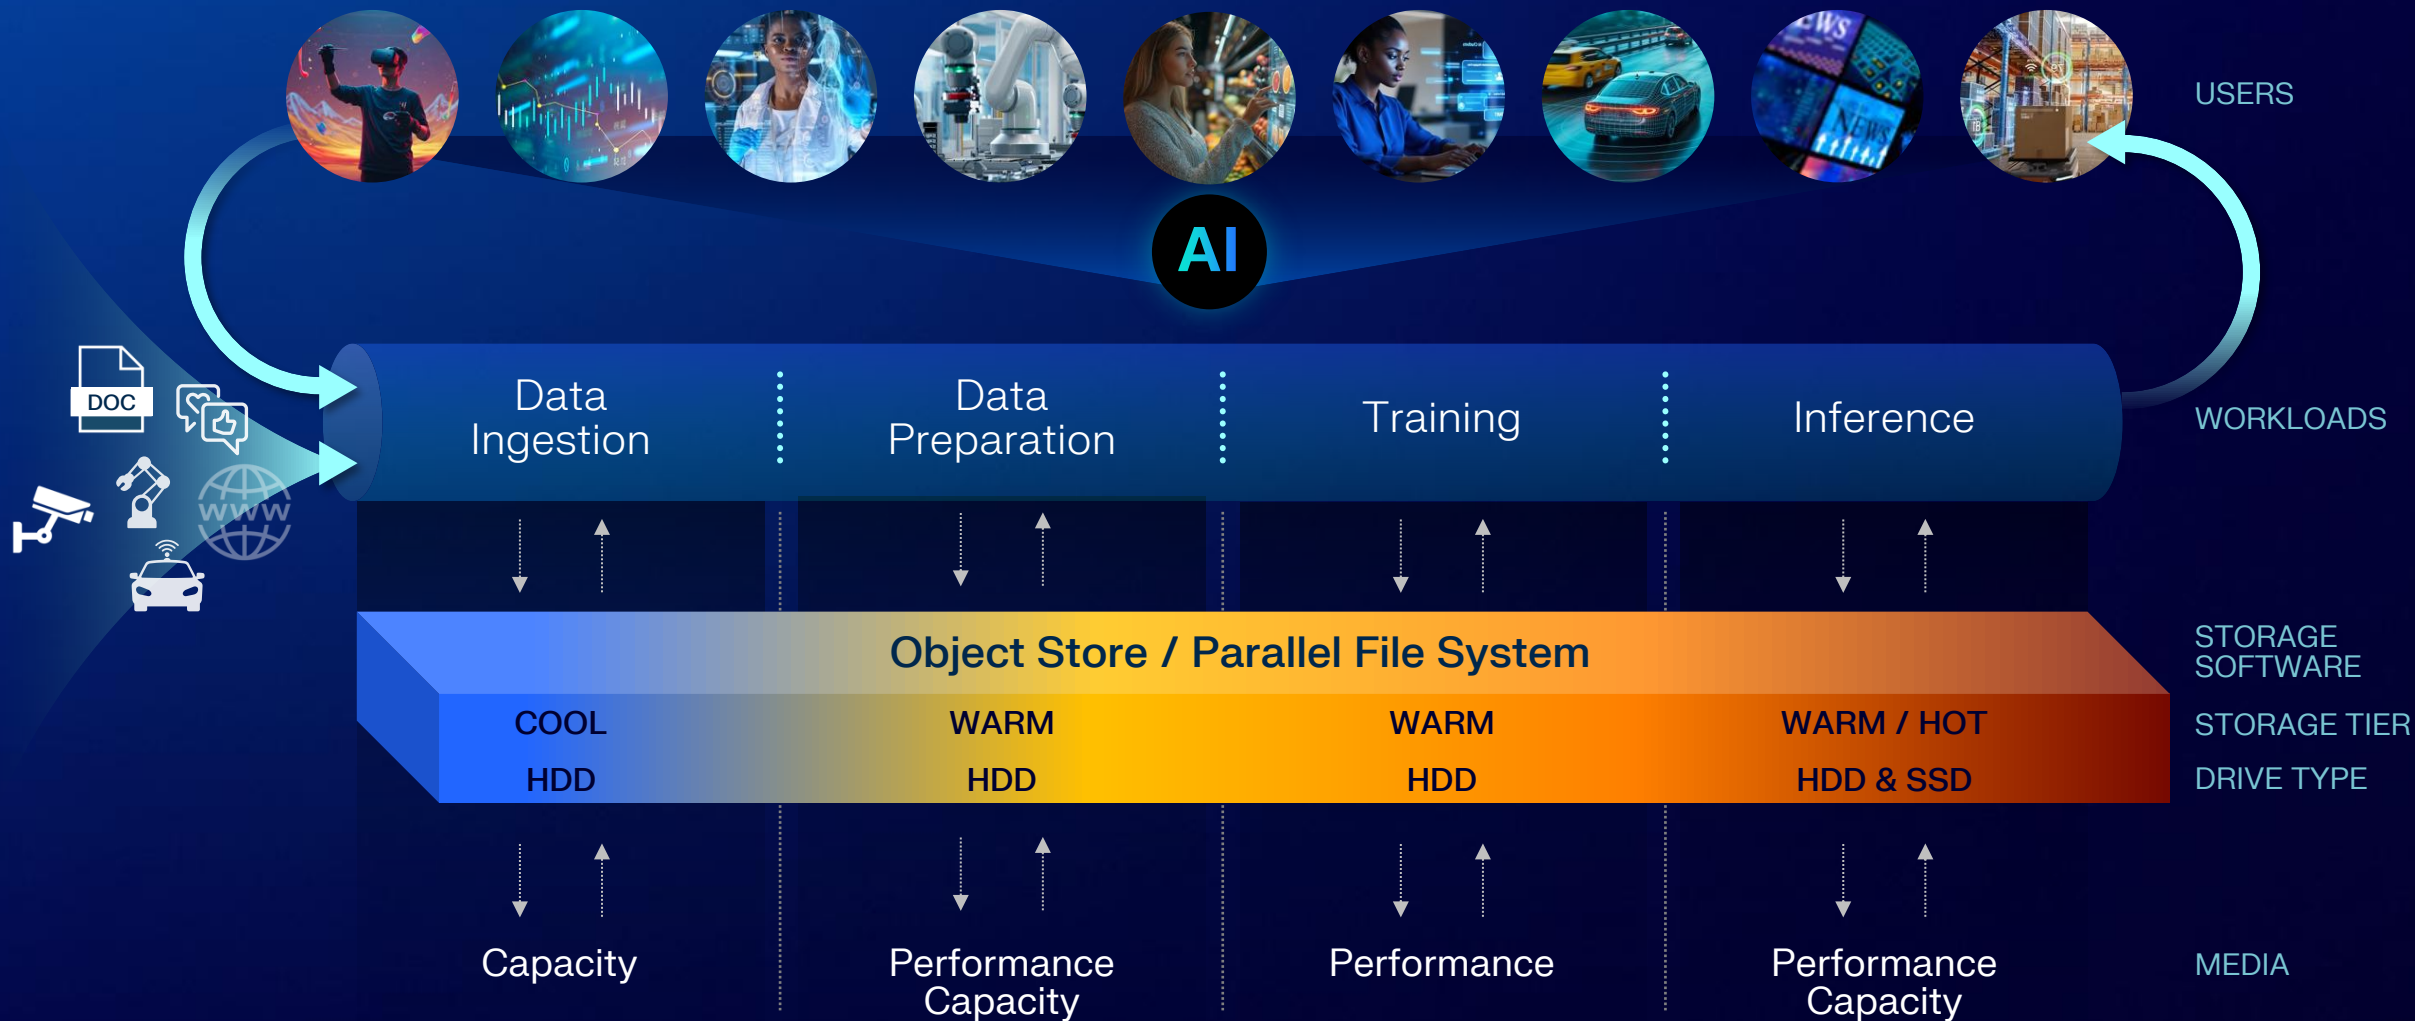 NEWS
NEWS
USERS
AI
DOC
WWW
Data
Ingestion
Data
Preparation
Training
Inference
WORKLOADS
Object Store / Parallel File System
STORAGE
SOFTWARE
COOL
WARM
WARM
WARM / HOT
STORAGE TIER
HDD
HDD
HDD
HDD & SSD
DRIVE TYPE
Capacity
Performance
Capacity
Performance
Performance
Capacity
MEDIA